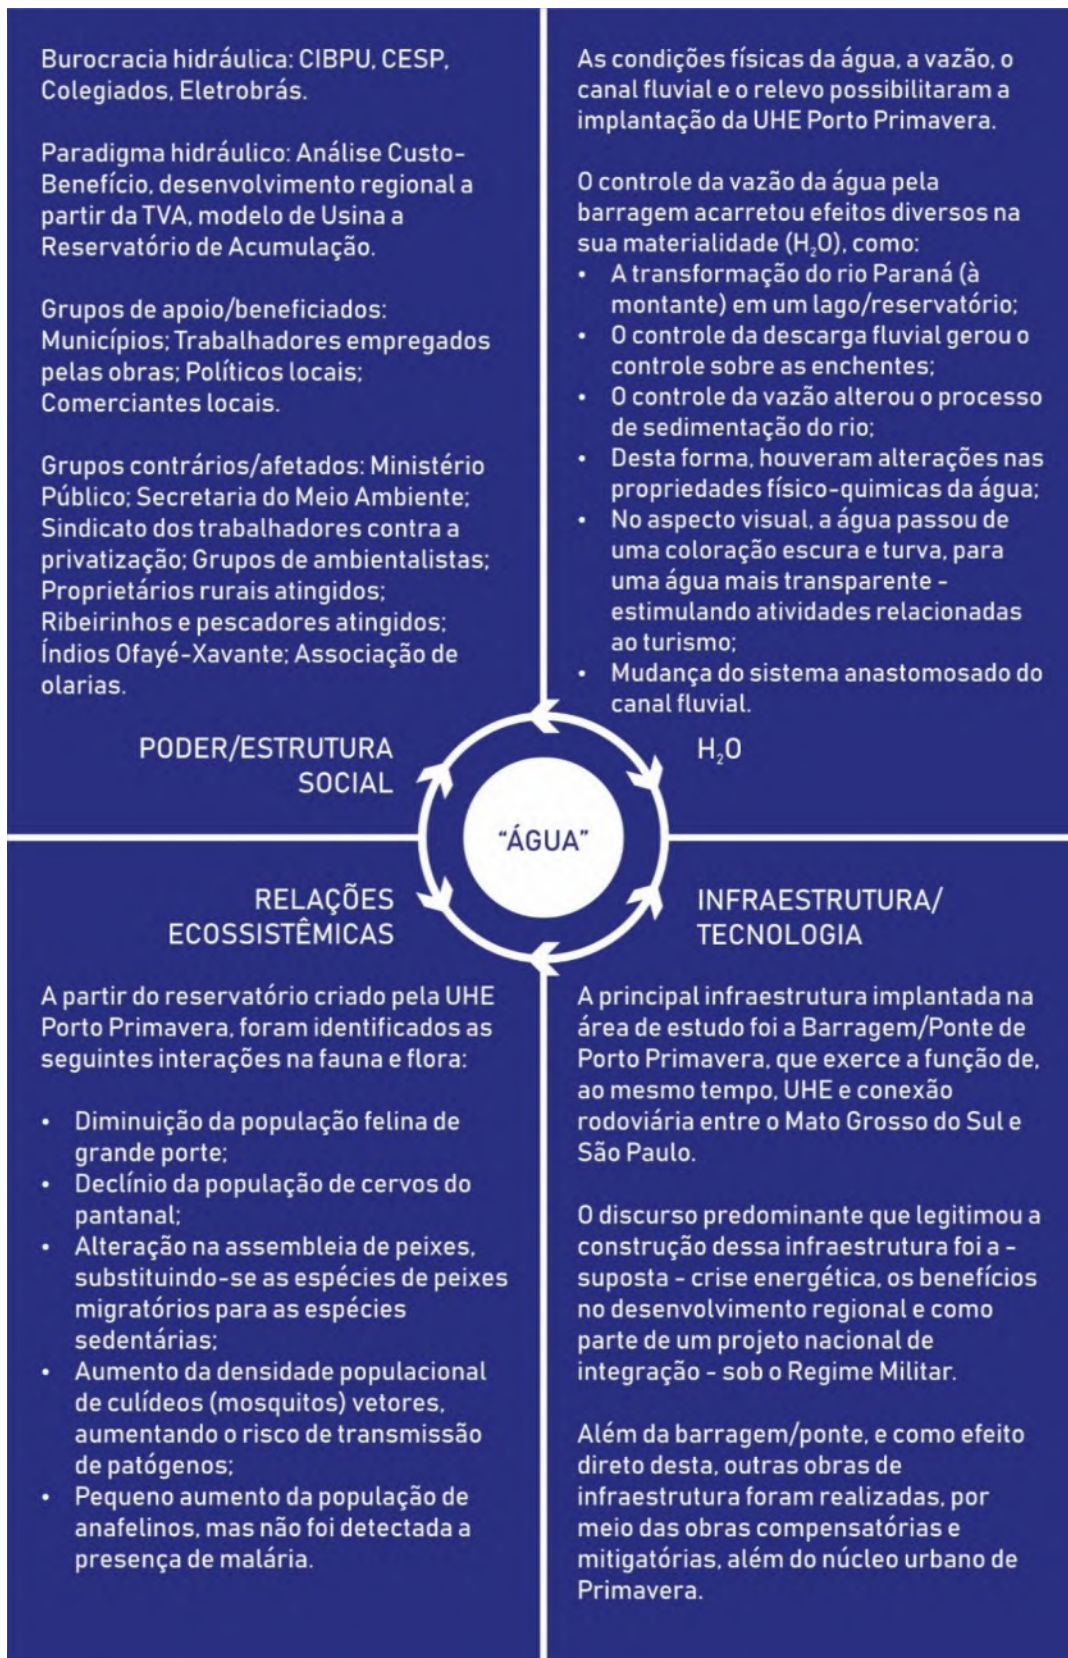 Burocracia hidráulica: CIBPU, CESP,
Colegiados, Eletrobrás.
Paradigma hidráulico: Análise Custo-
Benefício, desenvolvimento regional a
partir da TVA, modelo de Usina a
Reservatório de Acumulação.
Grupos de apoio/beneficiados:
Municípios; Trabalhadores empregados
pelas obras; Políticos locais;
Comerciantes locais.
Grupos contrários/afetados: Ministério
Público; Secretaria do Meio Ambiente;
Sindicato dos trabalhadores contra a
privatização; Grupos de ambientalistas;
Proprietários rurais atingidos;
Ribeirinhos e pescadores atingidos;
Índios Ofayé-Xavante; Associação de
olarias.
PODER/ESTRUTURA
SOCIAL
As condições físicas da água, a vazão, o
canal fluvial e o relevo possibilitaram a
implantação da UHE Porto Primavera.
O controle da vazão da água pela
barragem acarretou efeitos diversos na
sua materialidade (H₂O), como:
• A transformação do rio Paraná (à
montante) em um lago/reservatório;
• O controle da descarga fluvial gerou o
controle sobre as enchentes;
• O controle da vazão alterou o processo
de sedimentação do rio;
• Desta forma, houveram alterações nas
propriedades físico-quimicas da água;
• No aspecto visual, a água passou de
uma coloração escura e turva, para
uma água mais transparente -
estimulando atividades relacionadas
ao turismo;
• Mudança do sistema anastomosado do
canal fluvial.
H₂O
“ÁGUA”
RELAÇÕES
ECOSSISTÊMICAS
A partir do reservatório criado pela UHE
Porto Primavera, foram identificados as
seguintes interações na fauna e flora:
• Diminuição da população felina de
grande porte;
• Declínio da população de cervos do
pantanal;
• Alteração na assembleia de peixes,
substituindo-se as espécies de peixes
migratórios para as espécies
sedentárias;
• Aumento da densidade populacional
de culídeos (mosquitos) vetores,
aumentando o risco de transmissão
de patógenos;
• Pequeno aumento da população de
anafelinos, mas não foi detectada a
presença de malária.
INFRAESTRUTURA/
TECNOLOGIA
A principal infraestrutura implantada na
área de estudo foi a Barragem/Ponte de
Porto Primavera, que exerce a função de,
ao mesmo tempo, UHE e conexão
rodoviária entre o Mato Grosso do Sul e
São Paulo.
O discurso predominante que legitimou a
construção dessa infraestrutura foi a -
suposta - crise energética, os benefícios
no desenvolvimento regional e como
parte de um projeto nacional de
integração - sob o Regime Militar.
Além da barragem/ponte, e como efeito
direto desta, outras obras de
infraestrutura foram realizadas, por
meio das obras compensatórias e
mitigatórias, além do núcleo urbano de
Primavera.